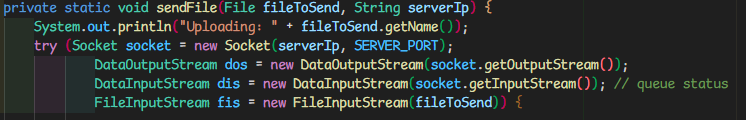 private static void sendFile(File fileToSend, String serverIp) {
System.out.println("Uploading: " + fileToSend.getName());
try (Socket socket = new Socket(serverIp, SERVER_PORT);
DataOutputStream dos = new DataOutputStream(socket.getOutputStream());
DataInputStream dis = new DataInputStream(socket.getInputStream()); // queue status
FileInputStream fis = new FileInputStream(fileToSend)) {